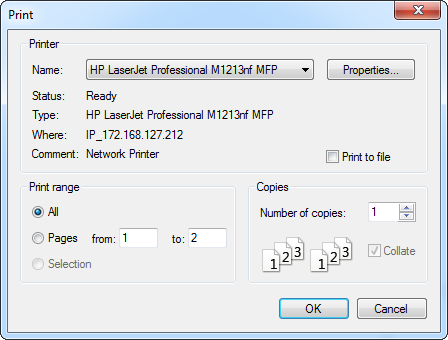 Print
Printer
Name: HP LaserJet Professional M1213nf MFP Properties...
Status: Ready
Type: HP LaserJet Professional M1213nf MFP
Where: IP_172.168.127.212
Comment: Network Printer Print to file
Print range
All
Pages from: 1 to: 2
Selection
Copies
Number of copies: 1
1 2 3 1 2 3 Collate
OK Cancel